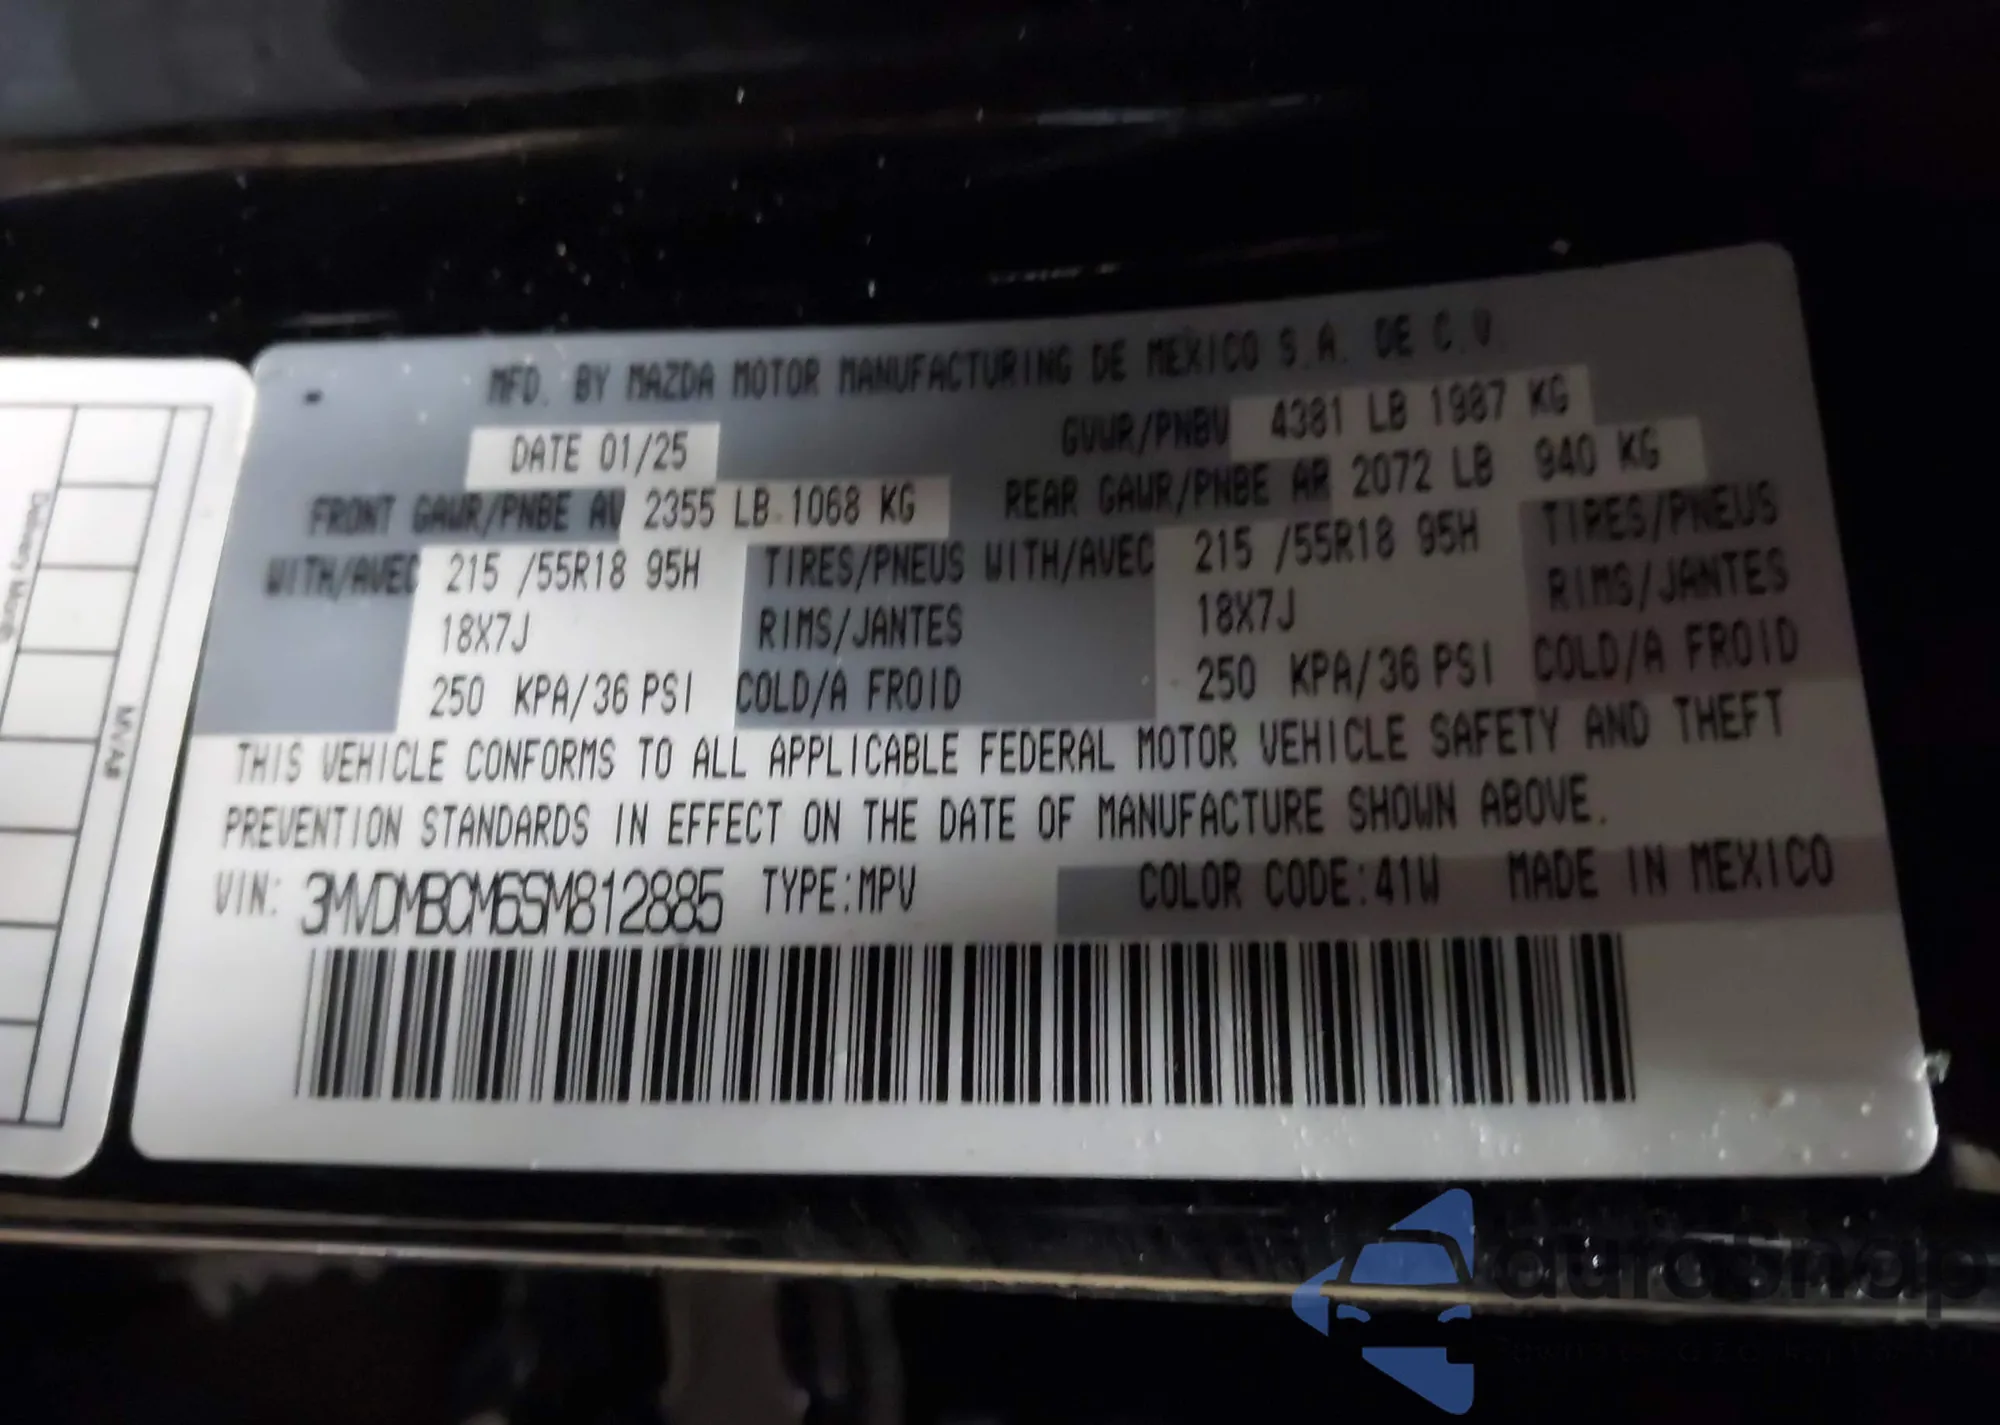 MFD. BY MAZDA MOTOR MANUFACTURING DE MEXICO S.A. DE C.V.
DATE 01/25 GVWR/PNBV 4381 LB 1987 KG
FRONT GAWR/PNBE AV 2355 LB 1068 KG REAR GAWR/PNBE AR 2072 LB 940 KG
WITH/AVEC 215 /55R18 95H TIRES/PNEUS WITH/AVEC 215 /55R18 95H TIRES/PNEUS
18X7J RIMS/JANTES 18X7J RIMS/JANTES
250 KPA/36 PSI COLD/A FROID 250 KPA/36 PSI COLD/A FROID
THIS VEHICLE CONFORMS TO ALL APPLICABLE FEDERAL MOTOR VEHICLE SAFETY AND THEFT
PREVENTION STANDARDS IN EFFECT ON THE DATE OF MANUFACTURE SHOWN ABOVE.
VIN: 3MVDMBCM6SM812885 TYPE:MPV COLOR CODE:41W MADE IN MEXICO
Delivery Month
MVAB